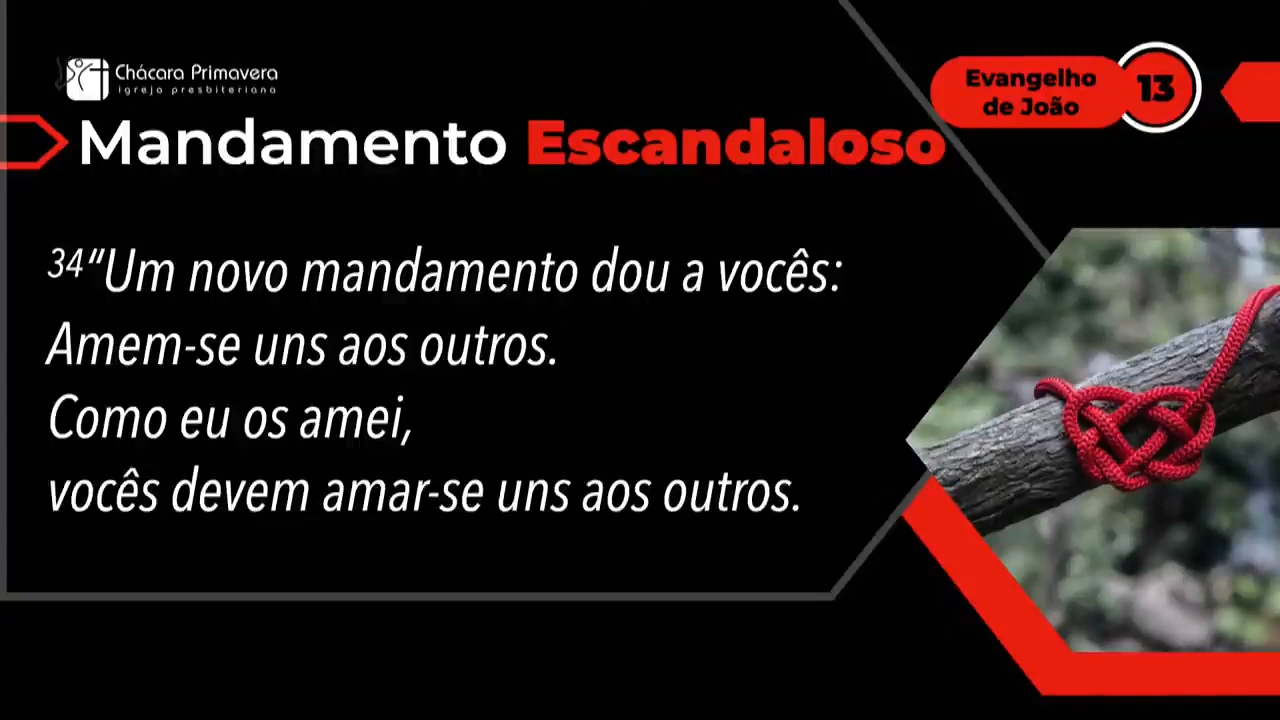 Chácara Primavera
igreja presbiteriana
Evangelho
de João
13
Mandamento Escandaloso
34“Um novo mandamento dou a vocês:
Amem-se uns aos outros.
Como eu os amei,
vocês devem amar-se uns aos outros.